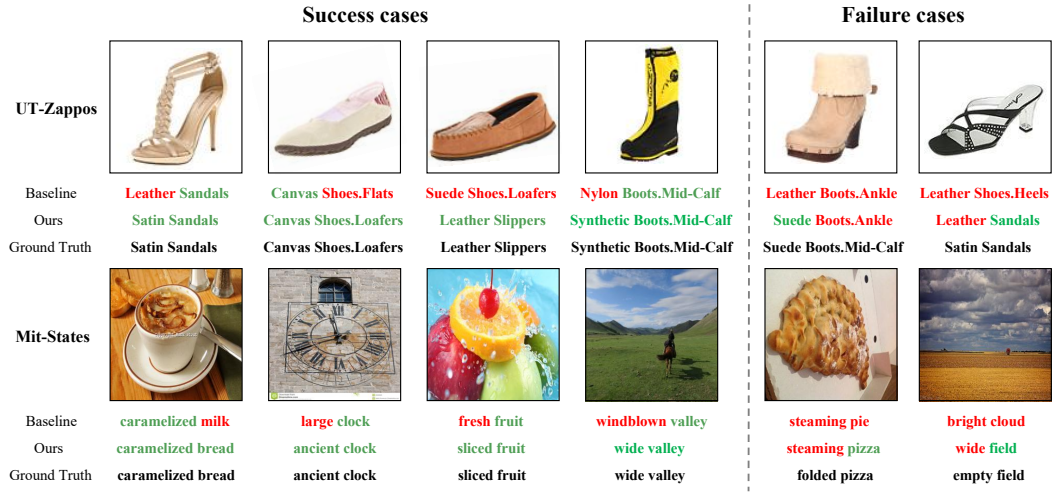 Success cases
Failure cases
UT-Zappos
Baseline Leather Sandals Canvas Shoes.Flats Suede Shoes.Loafers Nylon Boots.Mid-Calf Leather Boots.Ankle Leather Shoes.Heels
Ours Satin Sandals Canvas Shoes.Loafers Leather Slippers Synthetic Boots.Mid-Calf Suede Boots.Ankle Leather Sandals
Ground Truth Satin Sandals Canvas Shoes.Loafers Leather Slippers Synthetic Boots.Mid-Calf Suede Boots.Mid-Calf Satin Sandals
Mit-States
Baseline caramelized milk large clock fresh fruit windblown valley steaming pie bright cloud
Ours caramelized bread ancient clock sliced fruit wide valley steaming pizza wide field
Ground Truth caramelized bread ancient clock sliced fruit wide valley folded pizza empty field